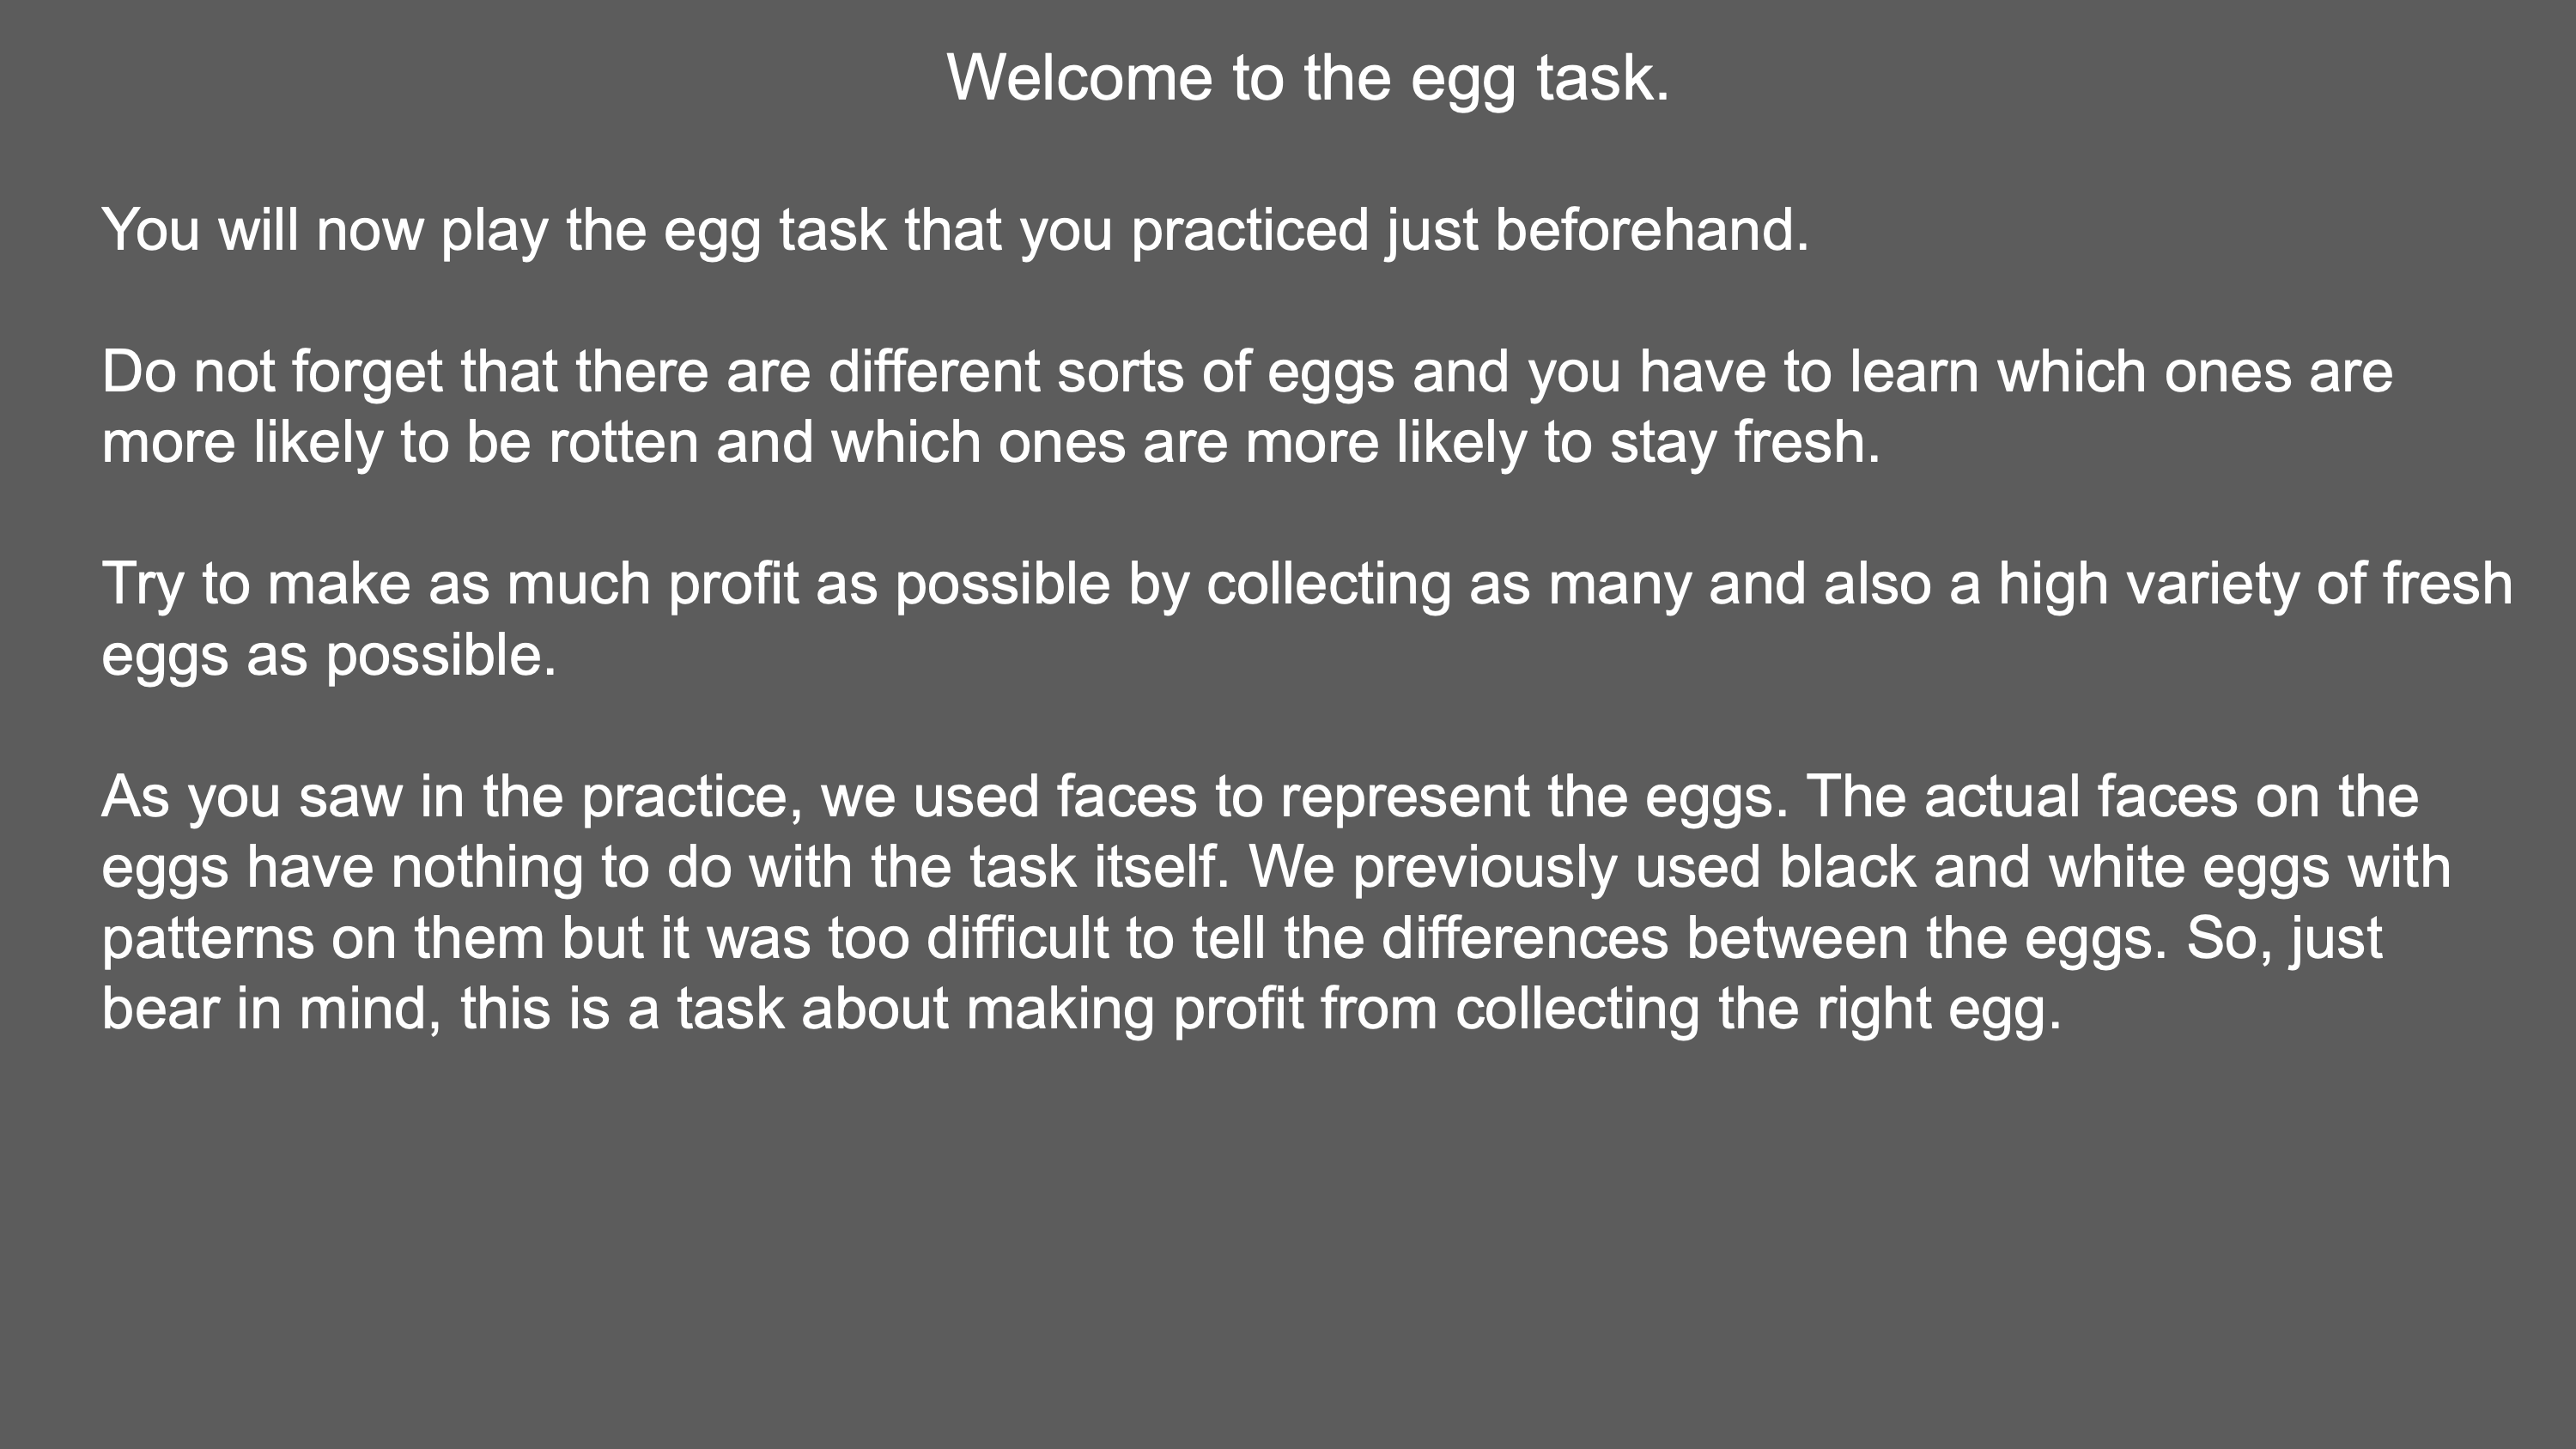 Welcome to the egg task.
You will now play the egg task that you practiced just beforehand.
Do not forget that there are different sorts of eggs and you have to learn which ones are
more likely to be rotten and which ones are more likely to stay fresh.
Try to make as much profit as possible by collecting as many and also a high variety of fresh
eggs as possible.
As you saw in the practice, we used faces to represent the eggs. The actual faces on the
eggs have nothing to do with the task itself. We previously used black and white eggs with
patterns on them but it was too difficult to tell the differences between the eggs. So, just
bear in mind, this is a task about making profit from collecting the right egg.